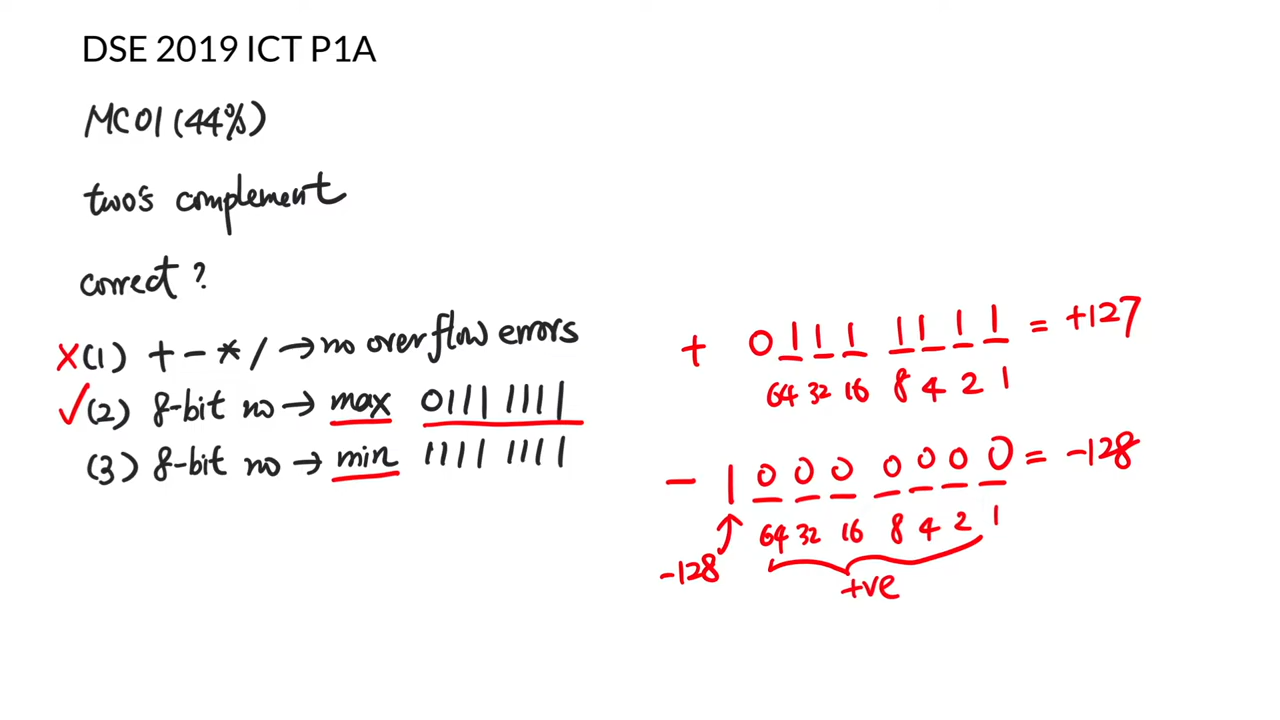 DSE 2019 ICT P1A
MC01 (44%)
two's complement
correct?
X(1) + - * / → no overflow errors
✓(2) 8-bit no → max 0111 1111
(3) 8-bit no → min 1111 1111
+ 0111 1111 = +127
64 32 16 8 4 2 1
- 1000 0000 = -128
64 32 16 8 4 2 1
-128
+ve